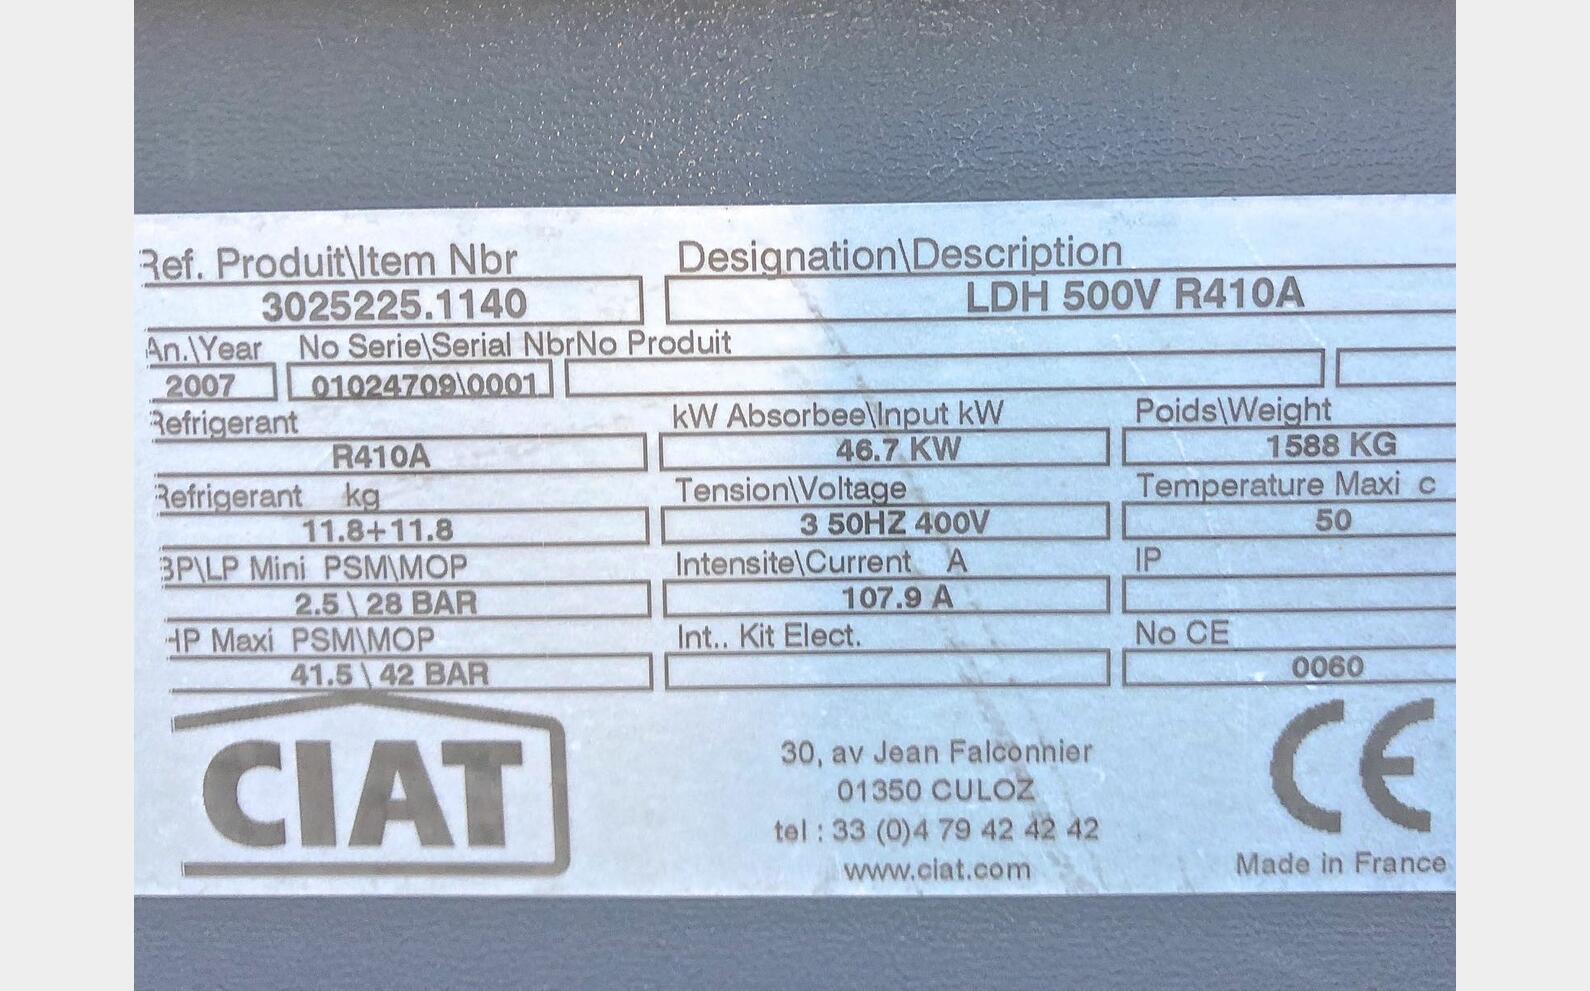 Ref. Produit\Item Nbr Designation\Description
3025225.1140 LDH 500V R410A
An.\Year No Serie\Serial Nbr No Produit
2007 01024709\0001
Refrigerant kW Absorbee\Input kW Poids\Weight
R410A 46.7 KW 1588 KG
Refrigerant kg Tension\Voltage Temperature Maxi c
11.8+11.8 3 50HZ 400V 50
BP\LP Mini PSM\MOP Intensite\Current A IP
2.5 \ 28 BAR 107.9 A
HP Maxi PSM\MOP Int.. Kit Elect. No CE
41.5 \ 42 BAR 0060
CIAT
30, av Jean Falconnier
01350 CULOZ
tel : 33 (0)4 79 42 42 42
www.ciat.com
CE
Made in France